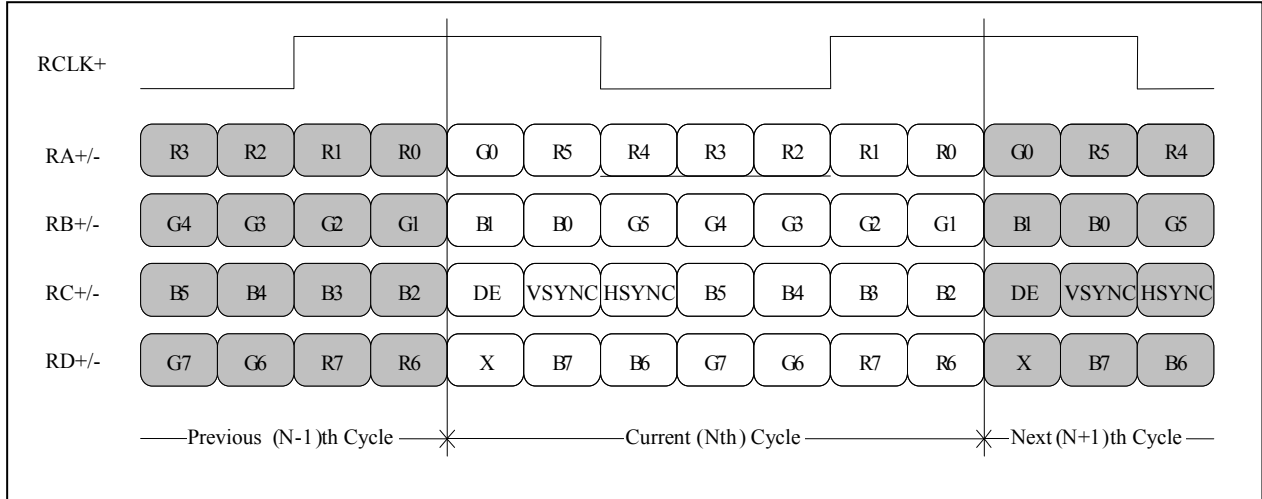 RCLK+
RA+/- R3 R2 R1 R0 G0 R5 R4 R3 R2 R1 R0 G0 R5 R4
RB+/- G4 G3 G2 G1 B1 B0 G5 G4 G3 G2 G1 B1 B0 G5
RC+/- B5 B4 B3 B2 DE VSYNC HSYNC B5 B4 B3 B2 DE VSYNC HSYNC
RD+/- G7 G6 R7 R6 X B7 B6 G7 G6 R7 R6 X B7 B6
Previous (N-1)th Cycle Current (Nth) Cycle Next (N+1)th Cycle